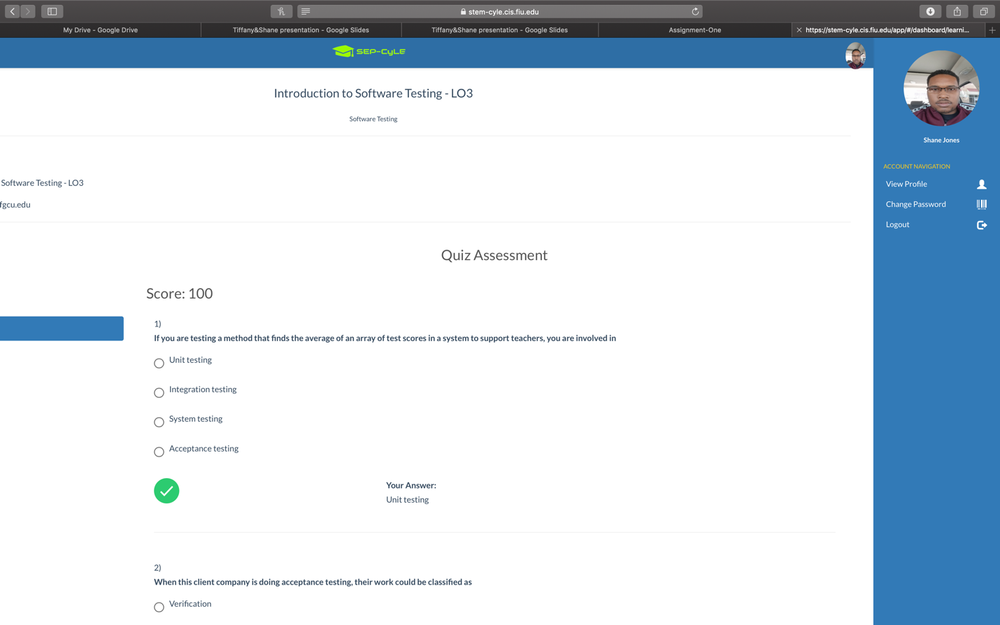 stem-cyle.cis.fiu.edu
My Drive - Google Drive
Tiffany&Shane presentation - Google Slides
Tiffany&Shane presentation - Google Slides
Assignment-One
https://stem-cyle.cis.fiu.edu/app/#/dashboard/learni...
SEP-CyLE
Introduction to Software Testing - LO3
Software Testing
Shane Jones
ACCOUNT NAVIGATION
View Profile
Change Password
Logout
Software Testing - LO3
fgcu.edu
Quiz Assessment
Score: 100
1)
If you are testing a method that finds the average of an array of test scores in a system to support teachers, you are involved in
Unit testing
Integration testing
System testing
Acceptance testing
Your Answer:
Unit testing
2)
When this client company is doing acceptance testing, their work could be classified as
Verification